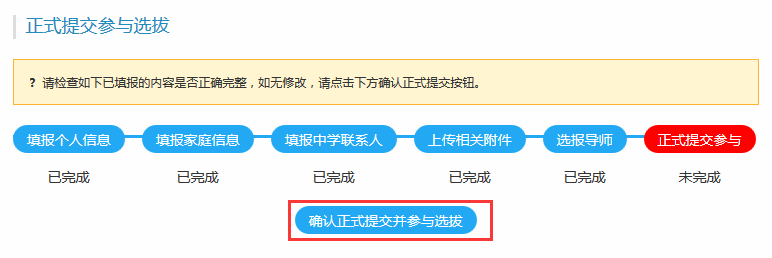 正式提交参与选拔
? 请检查如下已填报的内容是否正确完整，如无修改，请点击下方确认正式提交按钮。
填报个人信息 填报家庭信息 填报中学联系人 上传相关附件 选报导师 正式提交参与
已完成 已完成 已完成 已完成 已完成 未完成
确认正式提交并参与选拔